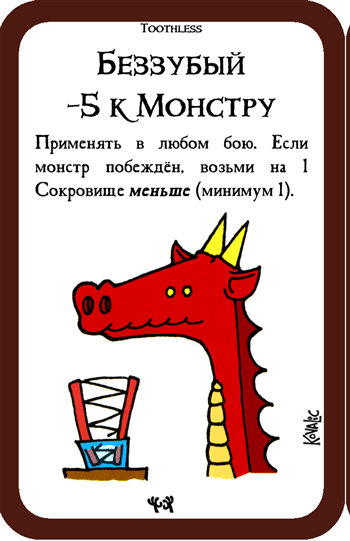 Toothless
Беззубый
-5 к Монстру
Применять в любом бою. Если
монстр побеждён, возьми на 1
Сокровище меньше (минимум 1).
Kovalic